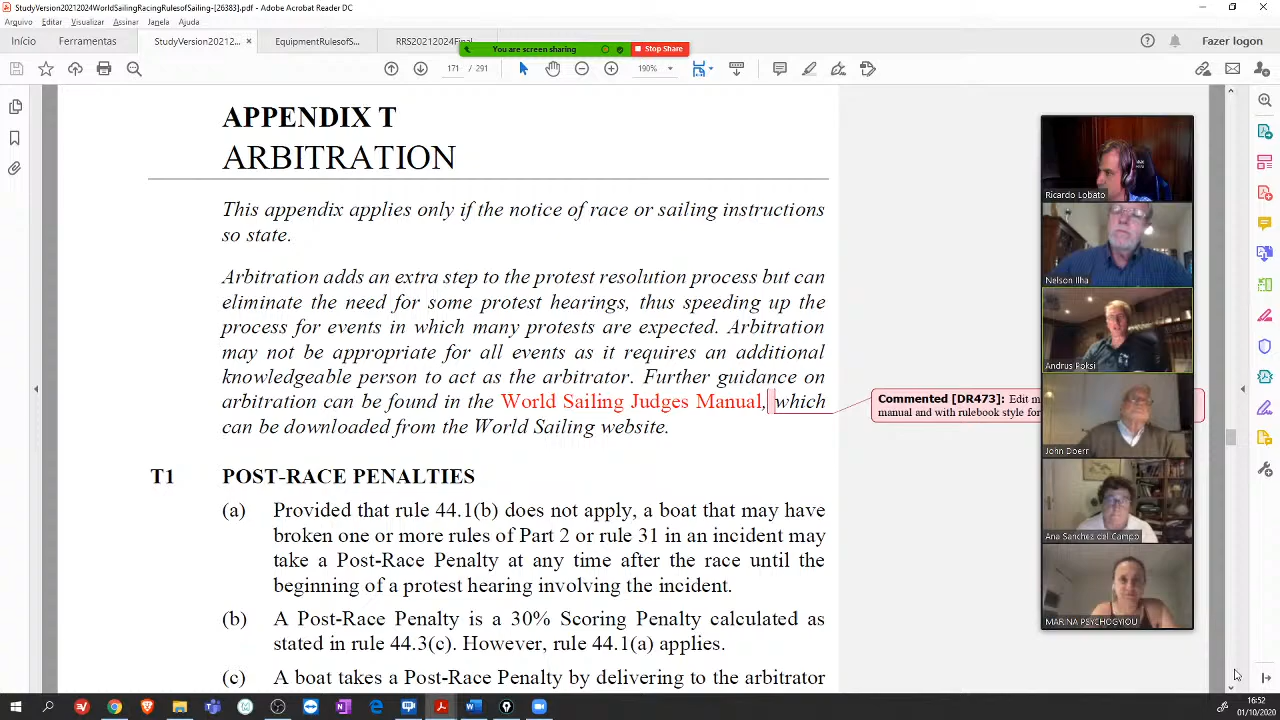 StudyVersion20212024WorldSailingRacingRulesofSailing-[26383].pdf - Adobe Acrobat Reader DC
Arquivo Editar Visualizar Assinar Janela Ajuda
Início Ferramentas StudyVersion20212... × EquipmentRulesofS... RRS20212024Final Fazer logon
You are screen sharing Stop Share
171 / 291 190%
APPENDIX T
ARBITRATION
This appendix applies only if the notice of race or sailing instructions
so state.
Arbitration adds an extra step to the protest resolution process but can
eliminate the need for some protest hearings, thus speeding up the
process for events in which many protests are expected. Arbitration
may not be appropriate for all events as it requires an additional
knowledgeable person to act as the arbitrator. Further guidance on
arbitration can be found in the World Sailing Judges Manual, which
can be downloaded from the World Sailing website.
Commented [DR473]: Edit m
manual and with rulebook style for
T1 POST-RACE PENALTIES
(a) Provided that rule 44.1(b) does not apply, a boat that may have
broken one or more rules of Part 2 or rule 31 in an incident may
take a Post-Race Penalty at any time after the race until the
beginning of a protest hearing involving the incident.
(b) A Post-Race Penalty is a 30% Scoring Penalty calculated as
stated in rule 44.3(c). However, rule 44.1(a) applies.
(c) A boat takes a Post-Race Penalty by delivering to the arbitrator
Ricardo Lobato
Nelson Ilha
Andrus Poksi
John Doerr
Ana Sanchez del Campo
MARINA PSYCHOGYIOU
16:52
01/10/2020